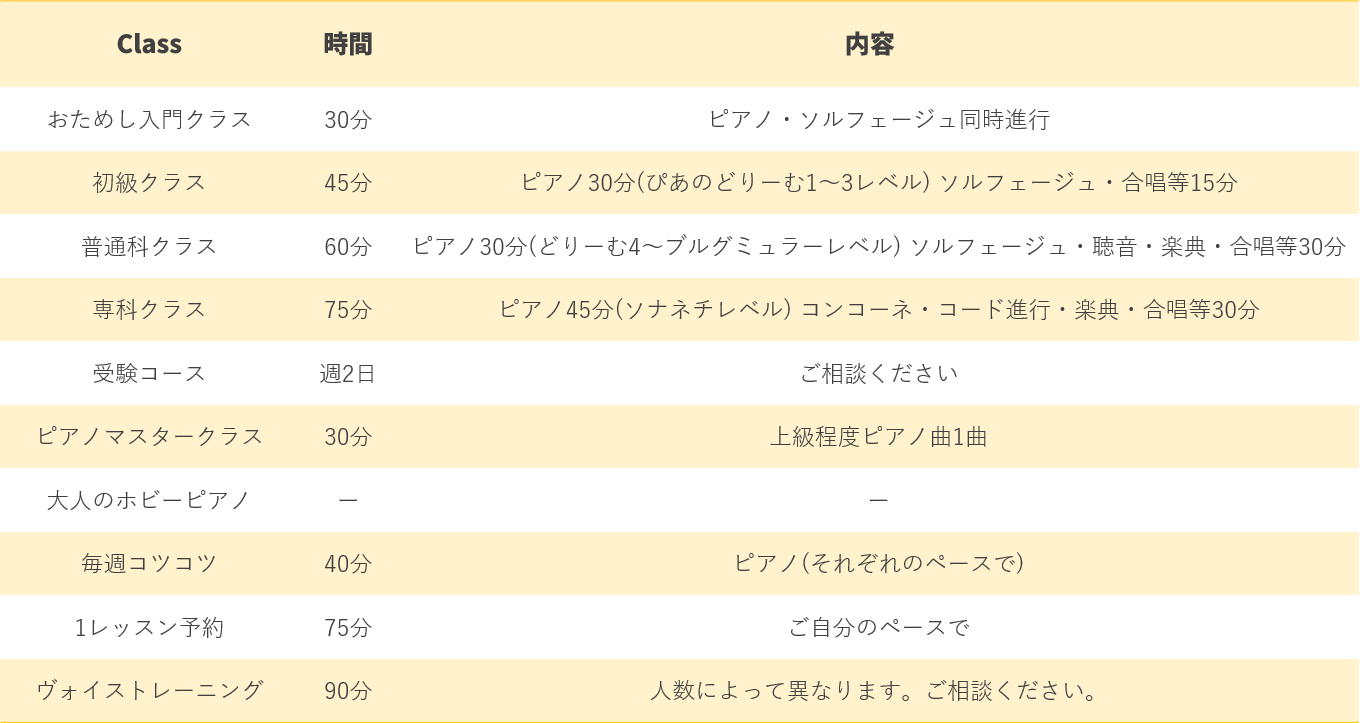 Class 時間 内容
おためし入門クラス 30分 ピアノ・ソルフェージュ同時進行
初級クラス 45分 ピアノ30分(ぴあのどりーむ1〜3レベル) ソルフェージュ・合唱等15分
普通科クラス 60分 ピアノ30分(どりーむ4〜ブルグミュラーレベル) ソルフェージュ・聴音・楽典・合唱等30分
専科クラス 75分 ピアノ45分(ソナネチレベル) コンコーネ・コード進行・楽典・合唱等30分
受験コース 週2日 ご相談ください
ピアノマスタークラス 30分 上級程度ピアノ曲1曲
大人のホビーピアノ ー ー
毎週コツコツ 40分 ピアノ(それぞれのペースで)
1レッスン予約 75分 ご自分のペースで
ヴォイストレーニング 90分 人数によって異なります。ご相談ください。